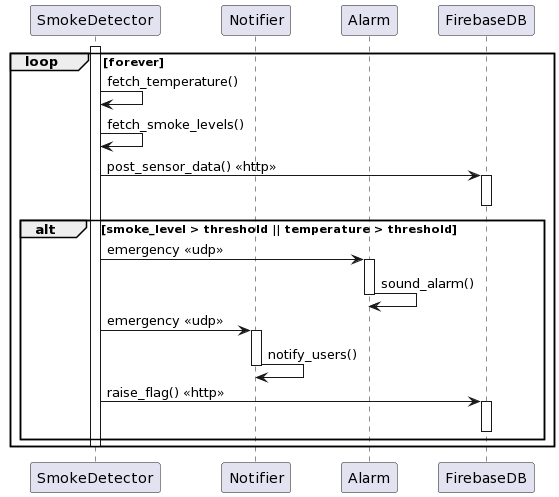 SmokeDetector Notifier Alarm FirebaseDB
loop [forever]
fetch_temperature()
fetch_smoke_levels()
post_sensor_data() «http»
alt [smoke_level > threshold || temperature > threshold]
emergency «udp»
sound_alarm()
emergency «udp»
notify_users()
raise_flag() «http»
SmokeDetector Notifier Alarm FirebaseDB